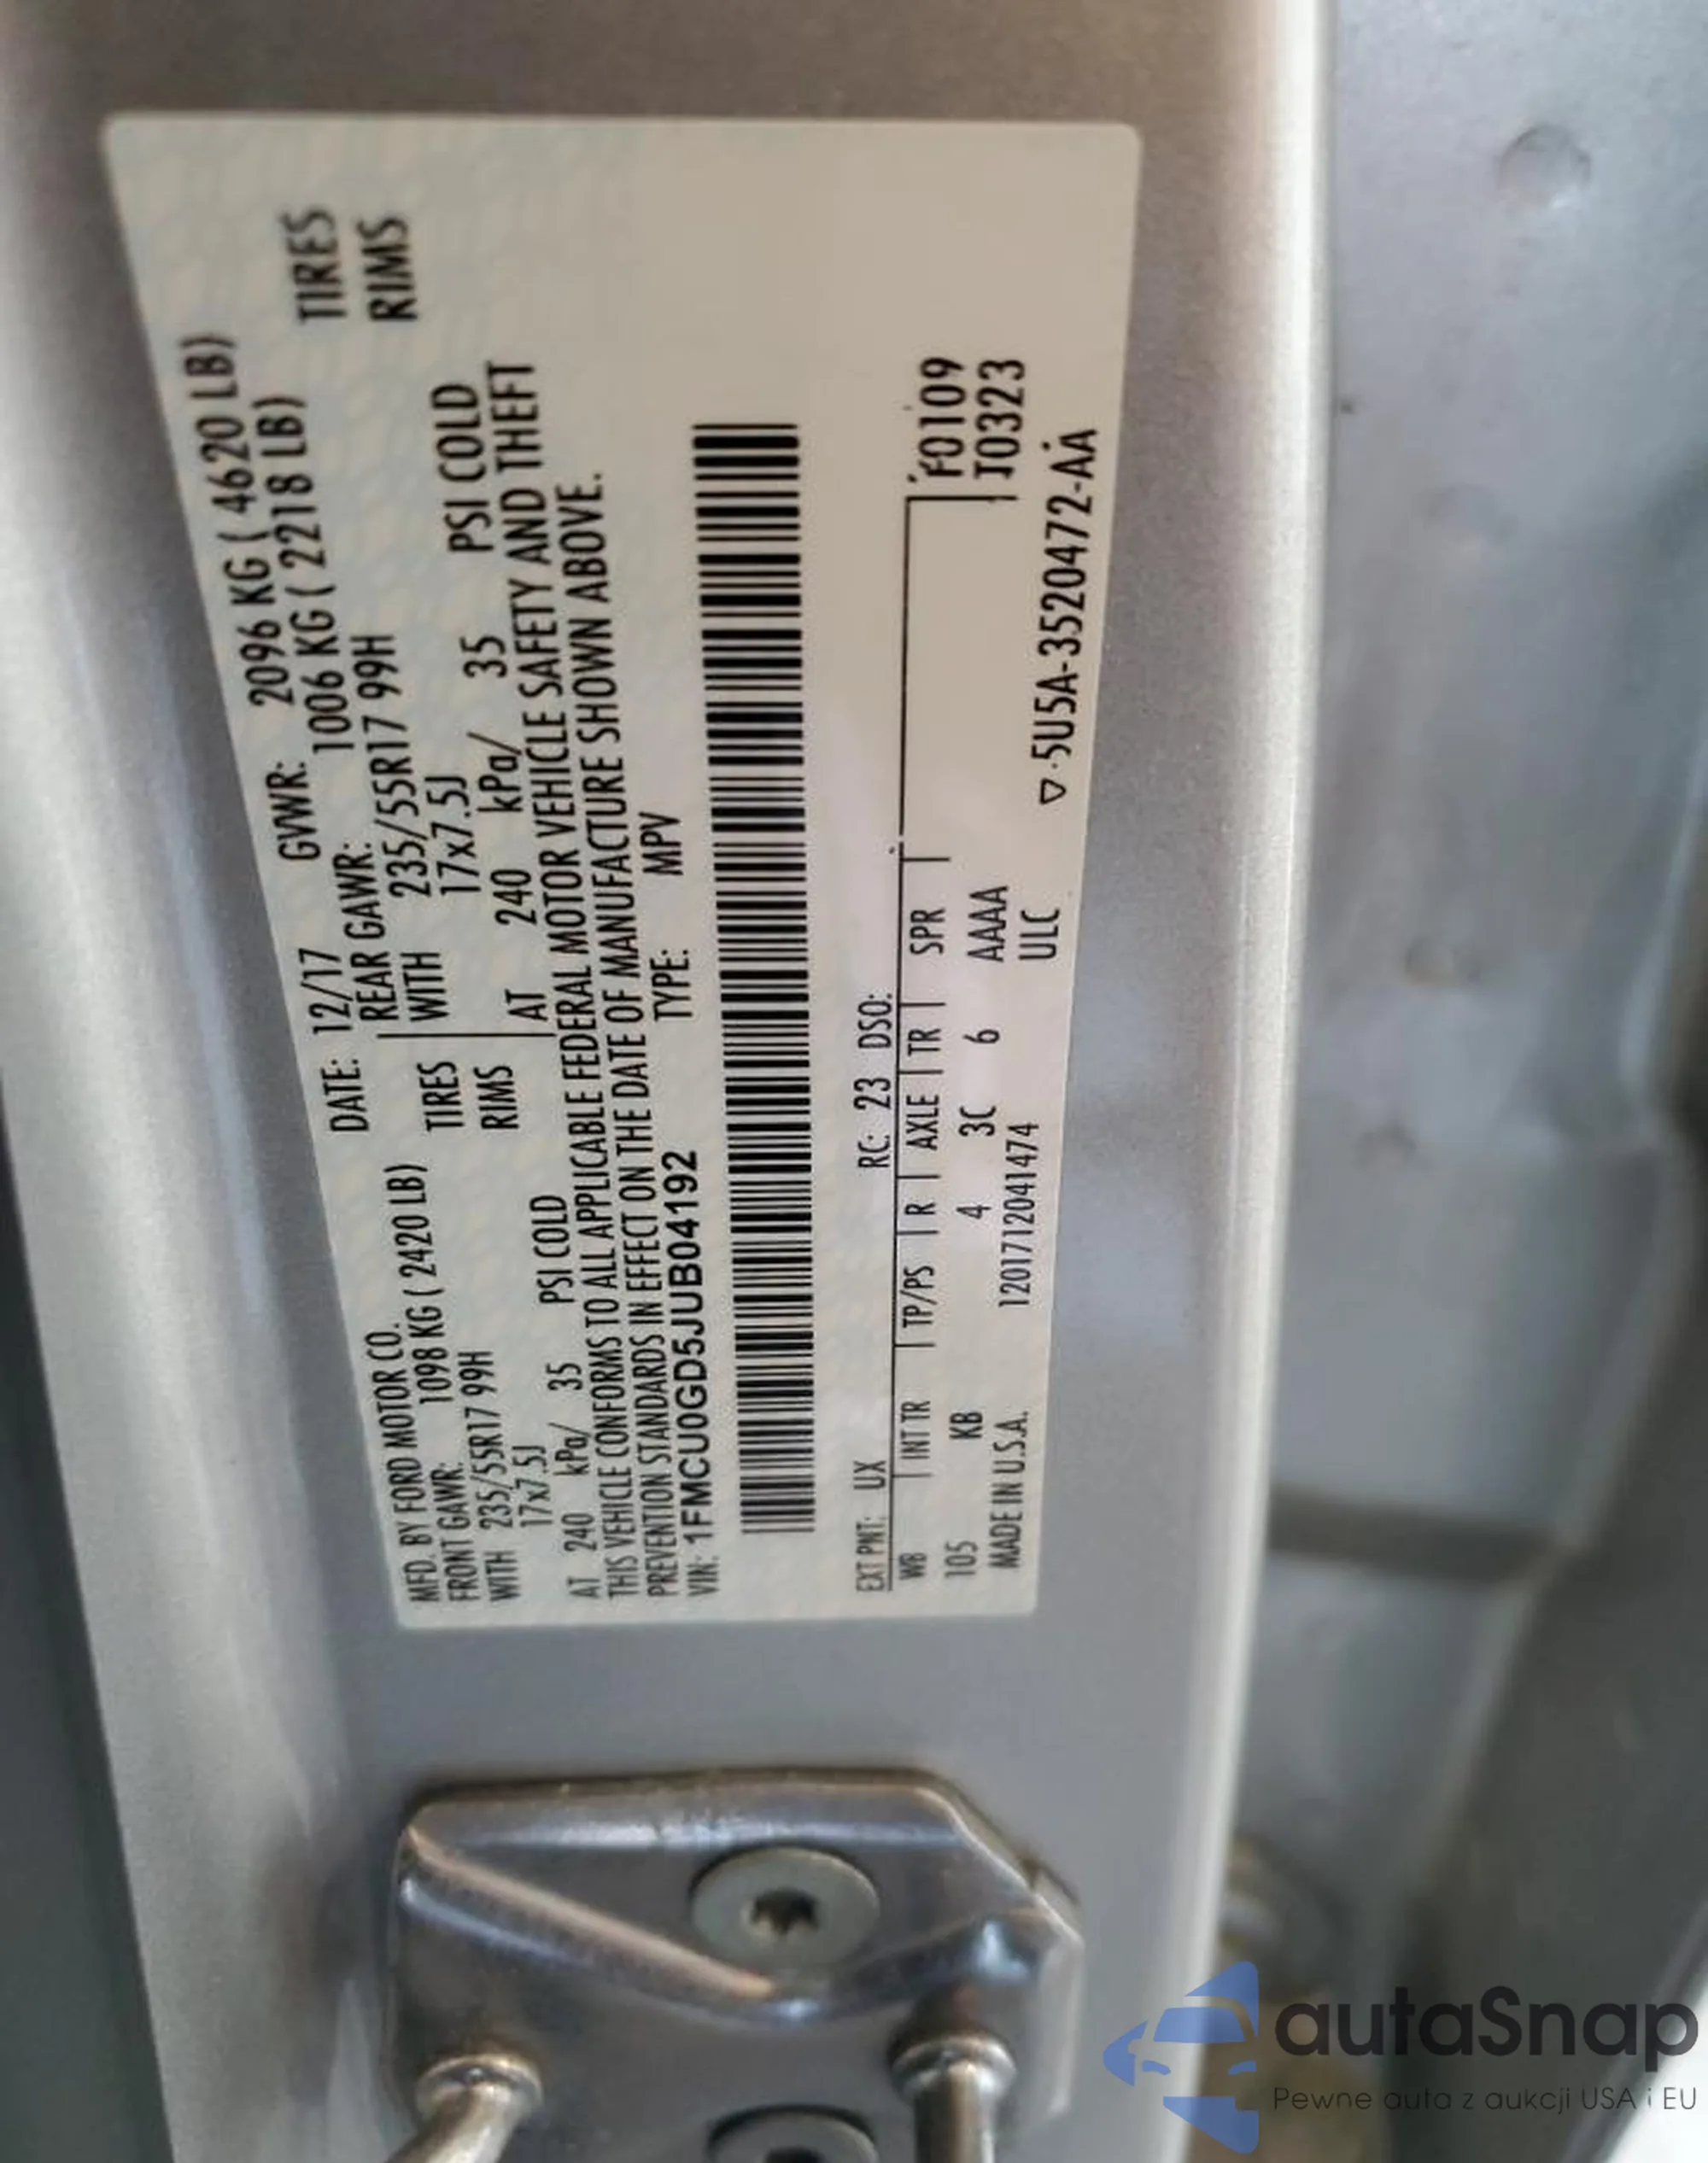 MFD. BY FORD MOTOR CO. DATE: 12/17 GVWR: 2096 KG ( 4620 LB)
FRONT GAWR: 1098 KG ( 2420 LB) REAR GAWR: 1006 KG ( 2218 LB)
WITH 235/55R17 99H TIRES WITH 235/55R17 99H TIRES
17x7.5J RIMS 17x7.5J RIMS
AT 240 kPa/ 35 PSI COLD AT 240 kPa/ 35 PSI COLD
THIS VEHICLE CONFORMS TO ALL APPLICABLE FEDERAL MOTOR VEHICLE SAFETY AND THEFT
PREVENTION STANDARDS IN EFFECT ON THE DATE OF MANUFACTURE SHOWN ABOVE.
VIN: 1FMCU0GD5JUB04192 TYPE: MPV
EXT PNT: UX RC: 23 DSO:
WB INT TR TP/PS R AXLE TR SPR F0109
105 KB 4 3C 6 AAAA T0323
MADE IN U.S.A. 1201712041474 ULC
5U5A-3520472-AA
autaSnap
Pewne auta z aukcji USA i EU